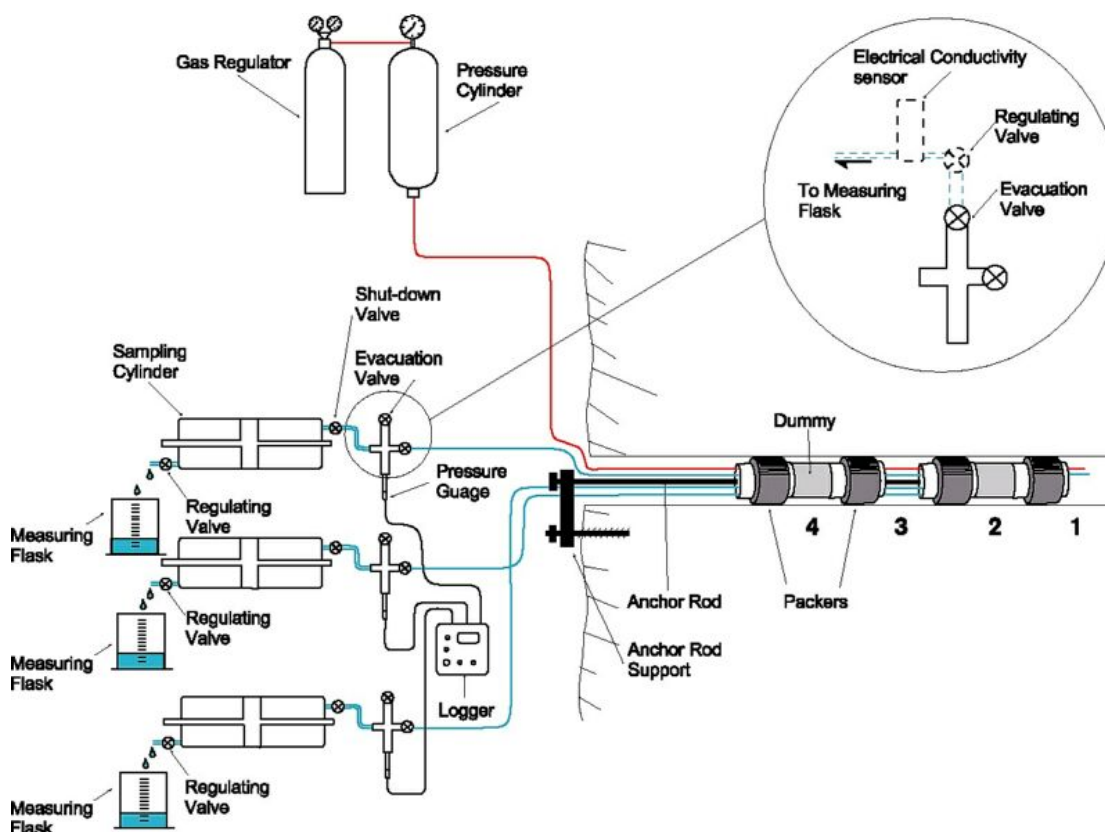 Gas Regulator
Pressure
Cylinder
Electrical Conductivity
sensor
Regulating
Valve
To Measuring
Flask
Evacuation
Valve
Shut-down
Valve
Sampling
Cylinder
Evacuation
Valve
Dummy
Pressure
Guage
Regulating
Valve
Measuring
Flask
4
3
2
1
Anchor Rod
Packers
Regulating
Valve
Anchor Rod
Support
Measuring
Flask
Logger
Regulating
Valve
Measuring
Flask